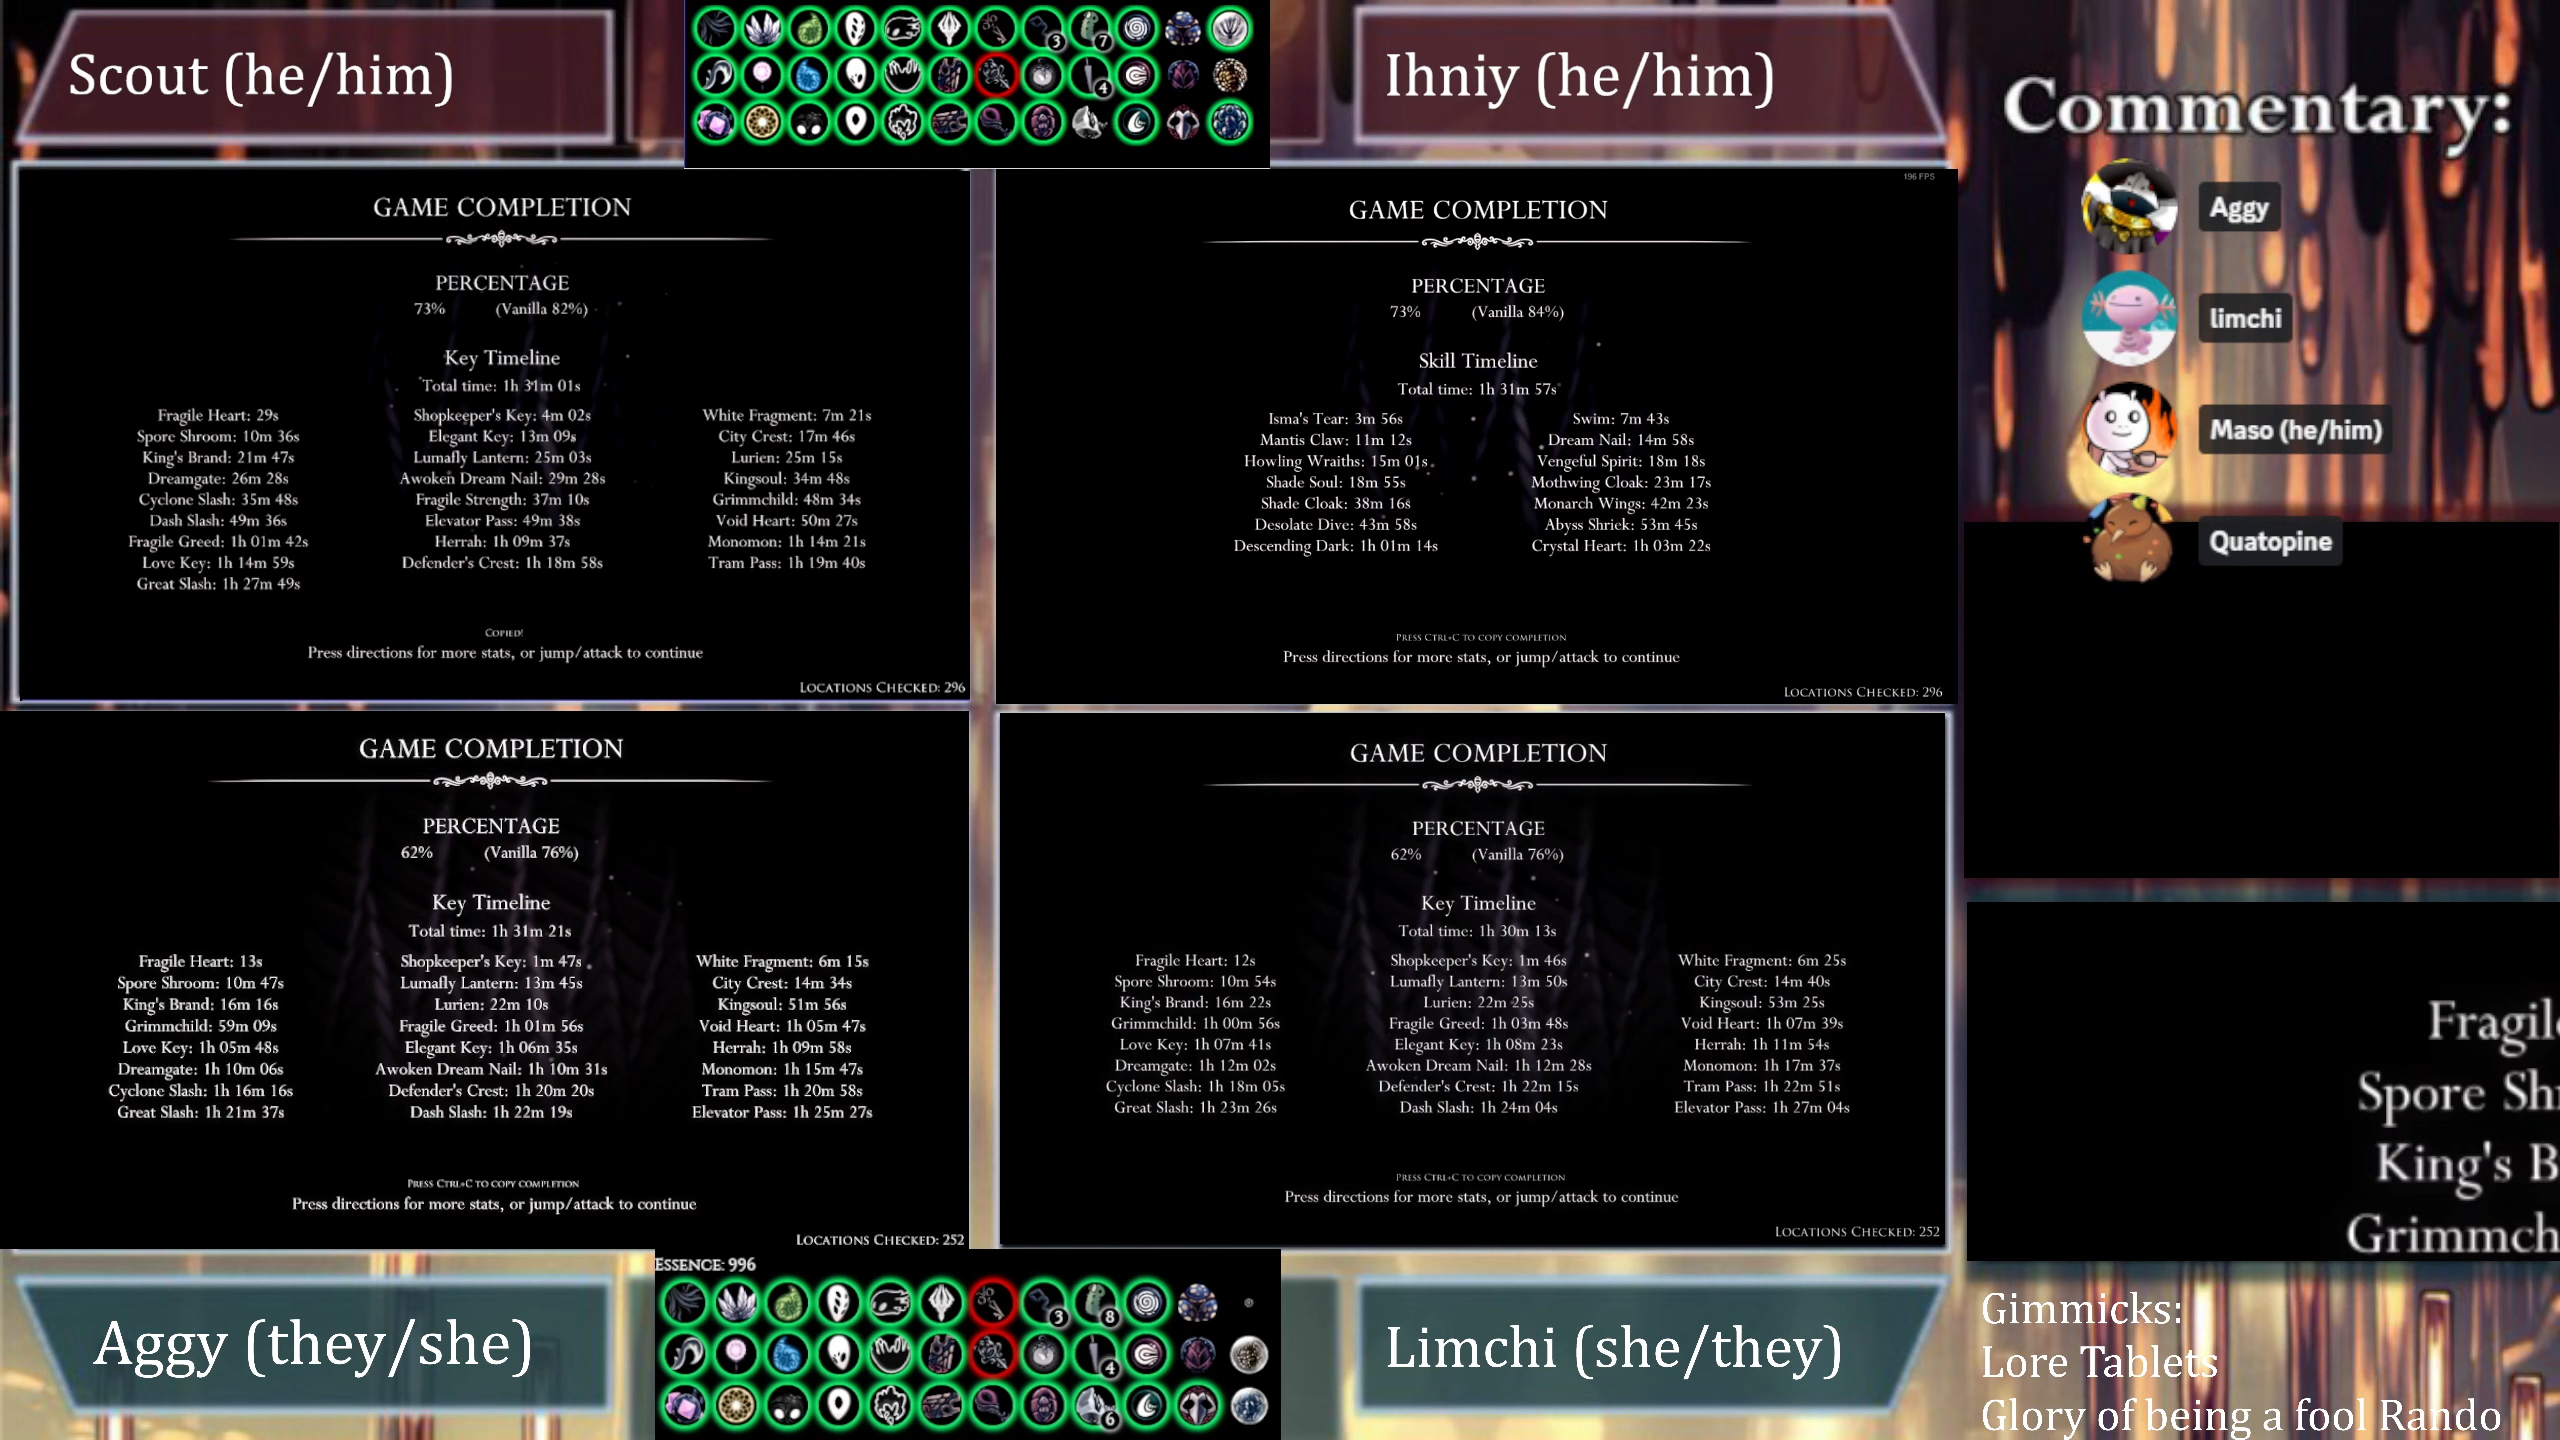 Scout (he/him)
3
7
4
Ihniy (he/him)
Commentary:
Aggy
limchi
Maso (he/him)
Quatopine
GAME COMPLETION
PERCENTAGE
73% (Vanilla 82%)
Key Timeline
Total time: 1h 31m 01s
Fragile Heart: 29s Shopkeeper's Key: 4m 02s White Fragment: 7m 21s
Spore Shroom: 10m 36s Elegant Key: 13m 09s City Crest: 17m 46s
King's Brand: 21m 47s Lumafly Lantern: 25m 03s Lurien: 25m 15s
Dreamgate: 26m 28s Awoken Dream Nail: 29m 28s Kingsoul: 34m 48s
Cyclone Slash: 35m 48s Fragile Strength: 37m 10s Grimmchild: 48m 34s
Dash Slash: 49m 36s Elevator Pass: 49m 38s Void Heart: 50m 27s
Fragile Greed: 1h 01m 42s Herrah: 1h 09m 37s Monomon: 1h 14m 21s
Love Key: 1h 14m 59s Defender's Crest: 1h 18m 58s Tram Pass: 1h 19m 40s
Great Slash: 1h 27m 49s
Copied!
Press directions for more stats, or jump/attack to continue
Locations Checked: 296
196 FPS
GAME COMPLETION
PERCENTAGE
73% (Vanilla 84%)
Skill Timeline
Total time: 1h 31m 57s
Isma's Tear: 3m 56s Swim: 7m 43s
Mantis Claw: 11m 12s Dream Nail: 14m 58s
Howling Wraiths: 15m 01s Vengeful Spirit: 18m 18s
Shade Soul: 18m 55s Mothwing Cloak: 23m 17s
Shade Cloak: 38m 16s Monarch Wings: 42m 23s
Desolate Dive: 43m 58s Abyss Shriek: 53m 45s
Descending Dark: 1h 01m 14s Crystal Heart: 1h 03m 22s
Press Ctrl+C to copy completion
Press directions for more stats, or jump/attack to continue
Locations Checked: 296
GAME COMPLETION
PERCENTAGE
62% (Vanilla 76%)
Key Timeline
Total time: 1h 31m 21s
Fragile Heart: 13s Shopkeeper's Key: 1m 47s White Fragment: 6m 15s
Spore Shroom: 10m 47s Lumafly Lantern: 13m 45s City Crest: 14m 34s
King's Brand: 16m 16s Lurien: 22m 10s Kingsoul: 51m 56s
Grimmchild: 59m 09s Fragile Greed: 1h 01m 56s Void Heart: 1h 05m 47s
Love Key: 1h 05m 48s Elegant Key: 1h 06m 35s Herrah: 1h 09m 58s
Dreamgate: 1h 10m 06s Awoken Dream Nail: 1h 10m 31s Monomon: 1h 15m 47s
Cyclone Slash: 1h 16m 16s Defender's Crest: 1h 20m 20s Tram Pass: 1h 20m 58s
Great Slash: 1h 21m 37s Dash Slash: 1h 22m 19s Elevator Pass: 1h 25m 27s
Press Ctrl+C to copy completion
Press directions for more stats, or jump/attack to continue
Locations Checked: 252
GAME COMPLETION
PERCENTAGE
62% (Vanilla 76%)
Key Timeline
Total time: 1h 30m 13s
Fragile Heart: 12s Shopkeeper's Key: 1m 46s White Fragment: 6m 25s
Spore Shroom: 10m 54s Lumafly Lantern: 13m 50s City Crest: 14m 40s
King's Brand: 16m 22s Lurien: 22m 25s Kingsoul: 53m 25s
Grimmchild: 1h 00m 56s Fragile Greed: 1h 03m 48s Void Heart: 1h 07m 39s
Love Key: 1h 07m 41s Elegant Key: 1h 08m 23s Herrah: 1h 11m 54s
Dreamgate: 1h 12m 02s Awoken Dream Nail: 1h 12m 28s Monomon: 1h 17m 37s
Cyclone Slash: 1h 18m 05s Defender's Crest: 1h 22m 15s Tram Pass: 1h 22m 51s
Great Slash: 1h 23m 26s Dash Slash: 1h 24m 04s Elevator Pass: 1h 27m 04s
Press Ctrl+C to copy completion
Press directions for more stats, or jump/attack to continue
Locations Checked: 252
Fragile
Spore Sh
King's B
Grimmch
Aggy (they/she)
Essence: 996
3
8
4
6
Limchi (she/they)
Gimmicks:
Lore Tablets
Glory of being a fool Rando